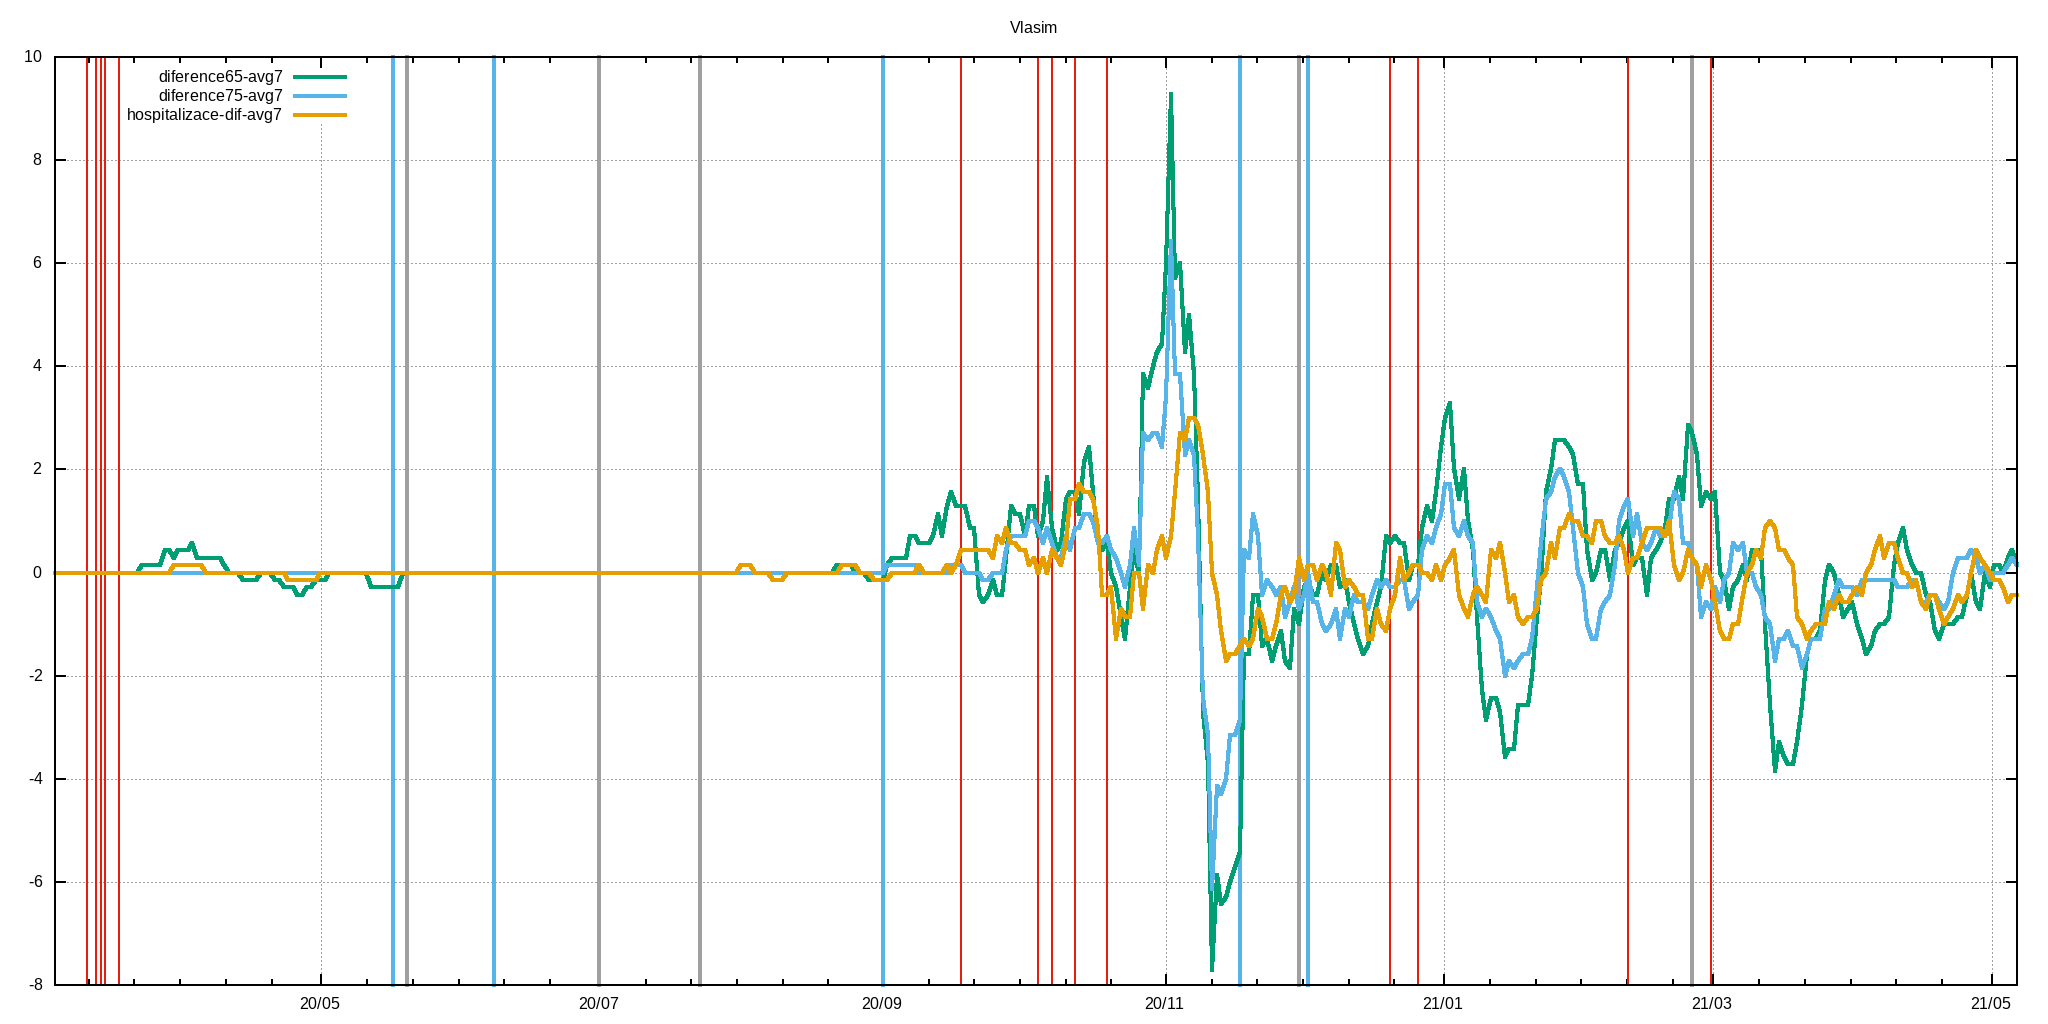 Vlasim
10
diference65-avg7
diference75-avg7
hospitalizace-dif-avg7
8
6
4
2
0
-2
-4
-6
-8
20/05 20/07 20/09 20/11 21/01 21/03 21/05